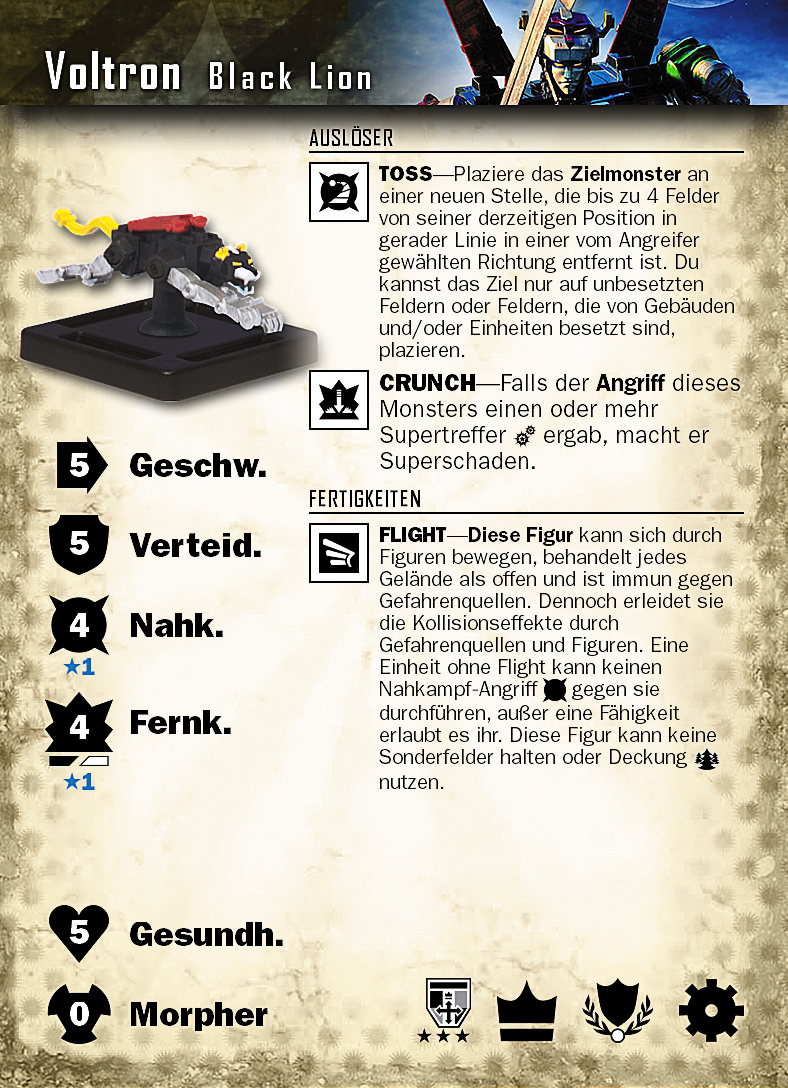 Voltron Black Lion
AUSLÖSER
TOSS—Plaziere das Zielmonster an
einer neuen Stelle, die bis zu 4 Felder
von seiner derzeitigen Position in
gerader Linie in einer vom Angreifer
gewählten Richtung entfernt ist. Du
kannst das Ziel nur auf unbesetzten
Feldern oder Feldern, die von Gebäuden
und/oder Einheiten besetzt sind,
plazieren.
CRUNCH—Falls der Angriff dieses
Monsters einen oder mehr
Supertreffer ergab, macht er
Superschaden.
FERTIGKEITEN
FLIGHT—Diese Figur kann sich durch
Figuren bewegen, behandelt jedes
Gelände als offen und ist immun gegen
Gefahrenquellen. Dennoch erleidet sie
die Kollisionseffekte durch
Gefahrenquellen und Figuren. Eine
Einheit ohne Flight kann keinen
Nahkampf-Angriff gegen sie
durchführen, außer eine Fähigkeit
erlaubt es ihr. Diese Figur kann keine
Sonderfelder halten oder Deckung
nutzen.
5 Geschw.
5 Verteid.
4 Nahk.
★1
4 Fernk.
★1
5 Gesundh.
0 Morpher
★★★